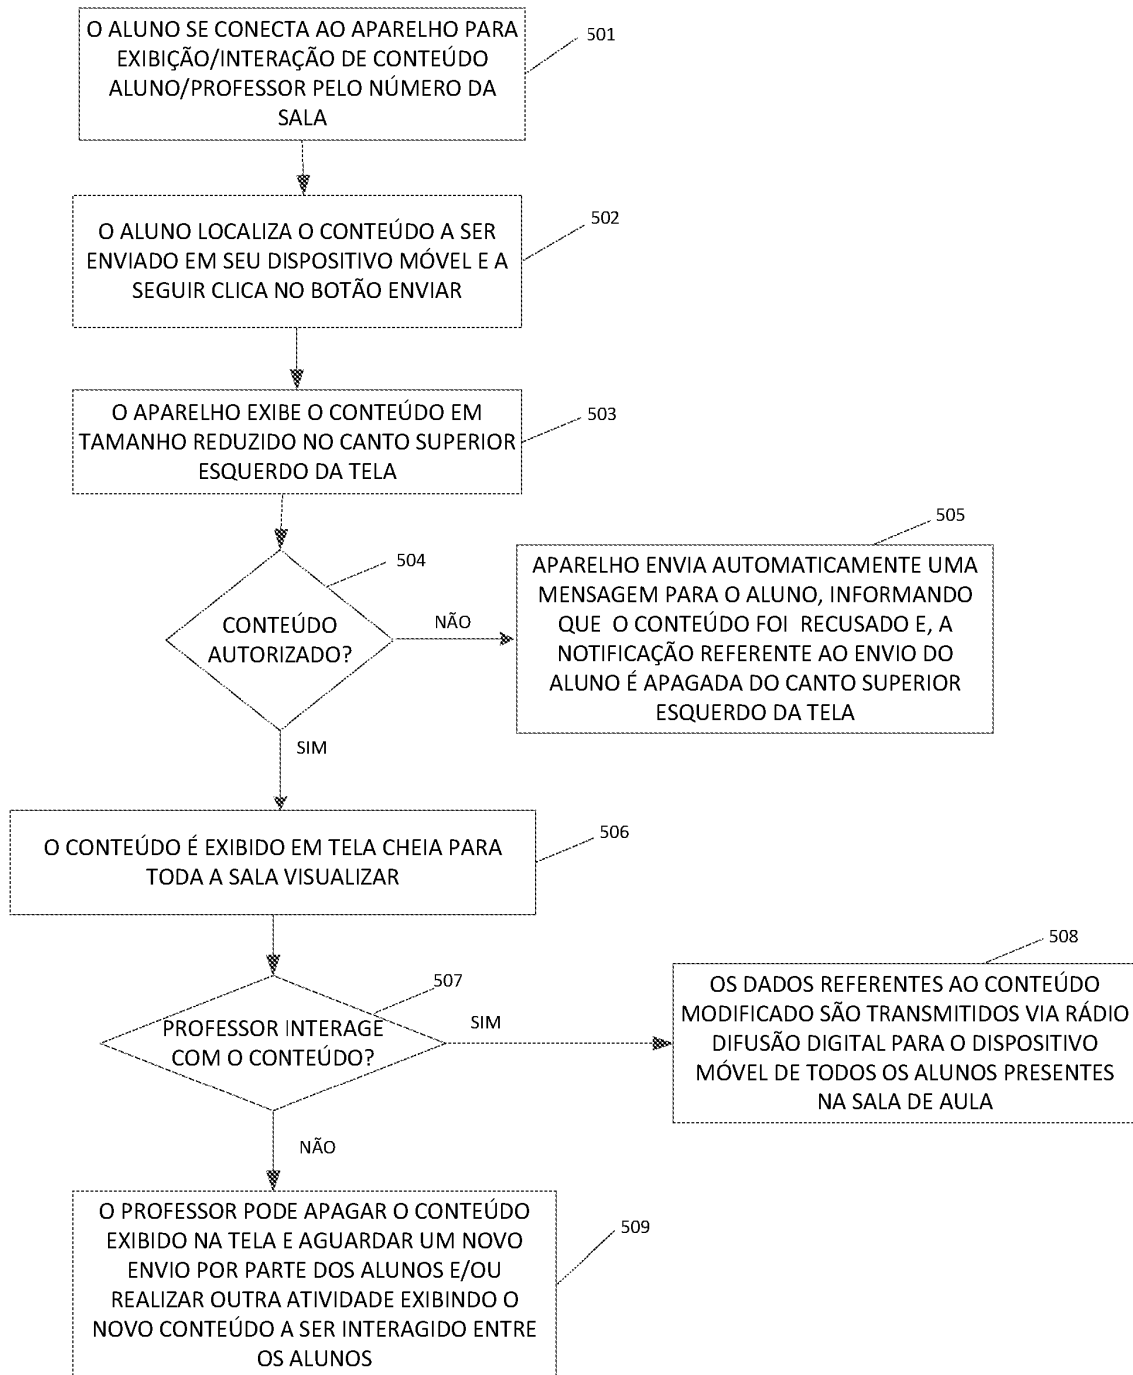 O ALUNO SE CONECTA AO APARELHO PARA
EXIBIÇÃO/INTERAÇÃO DE CONTEÚDO
ALUNO/PROFESSOR PELO NÚMERO DA
SALA
501
O ALUNO LOCALIZA O CONTEÚDO A SER
ENVIADO EM SEU DISPOSITIVO MÓVEL E A
SEGUIR CLICA NO BOTÃO ENVIAR
502
O APARELHO EXIBE O CONTEÚDO EM
TAMANHO REDUZIDO NO CANTO SUPERIOR
ESQUERDO DA TELA
503
CONTEÚDO
AUTORIZADO?
504
NÃO
505
APARELHO ENVIA AUTOMATICAMENTE UMA
MENSAGEM PARA O ALUNO, INFORMANDO
QUE O CONTEÚDO FOI RECUSADO E, A
NOTIFICAÇÃO REFERENTE AO ENVIO DO
ALUNO É APAGADA DO CANTO SUPERIOR
ESQUERDO DA TELA
SIM
O CONTEÚDO É EXIBIDO EM TELA CHEIA PARA
TODA A SALA VISUALIZAR
506
PROFESSOR INTERAGE
COM O CONTEÚDO?
507
SIM
508
OS DADOS REFERENTES AO CONTEÚDO
MODIFICADO SÃO TRANSMITIDOS VIA RÁDIO
DIFUSÃO DIGITAL PARA O DISPOSITIVO
MÓVEL DE TODOS OS ALUNOS PRESENTES
NA SALA DE AULA
NÃO
O PROFESSOR PODE APAGAR O CONTEÚDO
EXIBIDO NA TELA E AGUARDAR UM NOVO
ENVIO POR PARTE DOS ALUNOS E/OU
REALIZAR OUTRA ATIVIDADE EXIBINDO O
NOVO CONTEÚDO A SER INTERAGIDO ENTRE
OS ALUNOS
509